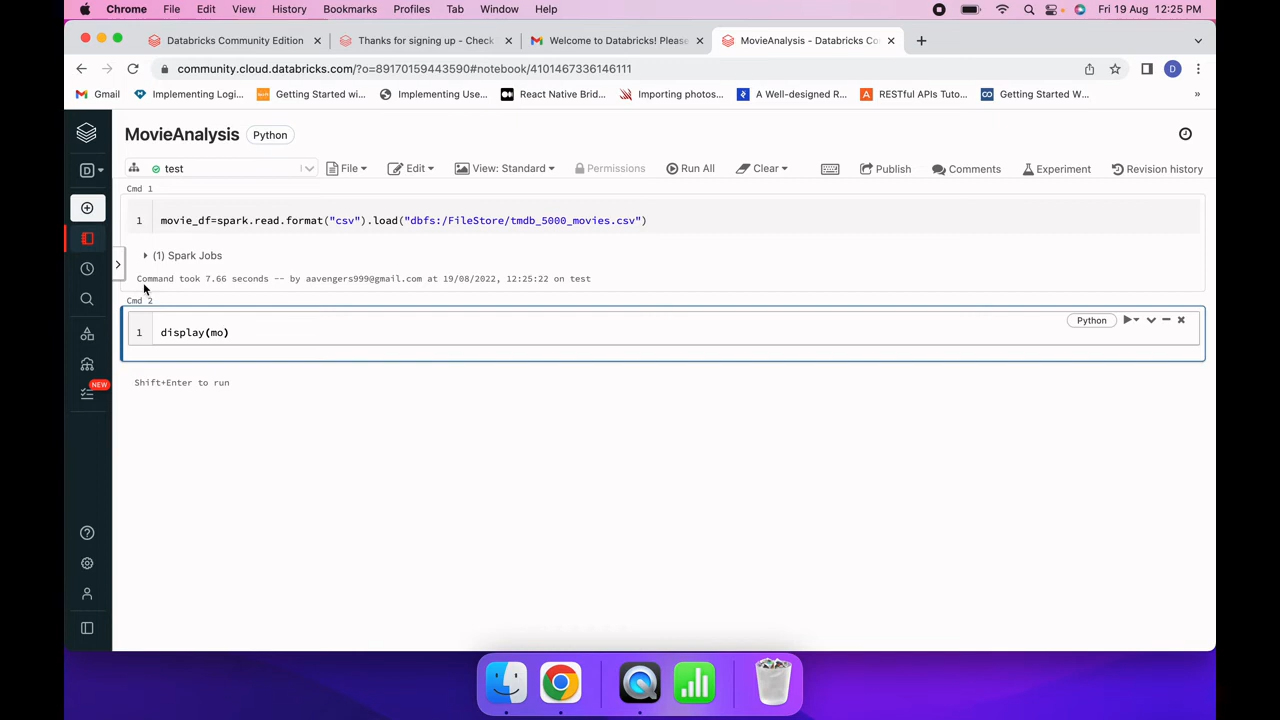 Chrome File Edit View History Bookmarks Profiles Tab Window Help Fri 19 Aug 12:25 PM
Databricks Community Edition Thanks for signing up - Check Welcome to Databricks! Please MovieAnalysis - Databricks Co
community.cloud.databricks.com/?o=89170159443590#notebook/4101467336146111 D
Gmail Implementing Logi... Getting Started wi... Implementing Use... React Native Brid... Importing photos... A Well-designed R... RESTful APIs Tuto... Getting Started W... »
MovieAnalysis Python
D test File Edit View: Standard Permissions Run All Clear Publish Comments Experiment Revision history
Cmd 1
1 movie_df=spark.read.format("csv").load("dbfs:/FileStore/tmdb_5000_movies.csv")
(1) Spark Jobs
Command took 7.66 seconds -- by aavengers999@gmail.com at 19/08/2022, 12:25:22 on test
Cmd 2
Python
1 display(mo)
Shift+Enter to run
NEW